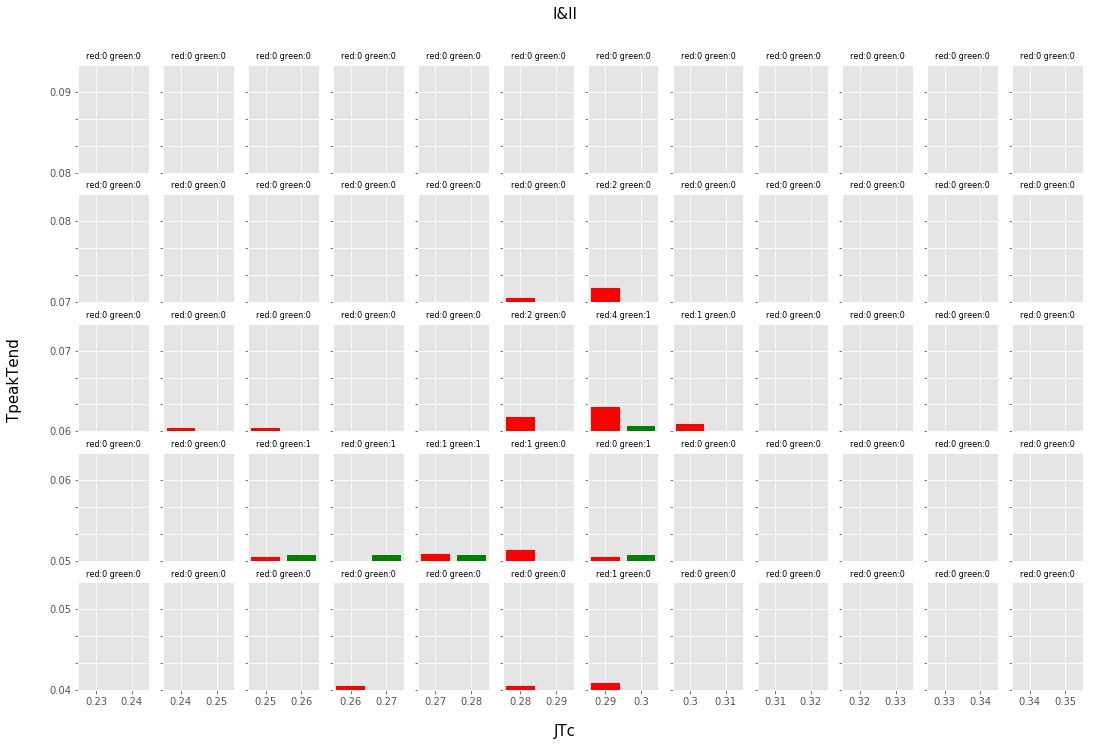 I&II
red:0 green:0 red:0 green:0 red:0 green:0 red:0 green:0 red:0 green:0 red:0 green:0 red:0 green:0 red:0 green:0 red:0 green:0 red:0 green:0 red:0 green:0 red:0 green:0
0.09
0.08
red:0 green:0 red:0 green:0 red:0 green:0 red:0 green:0 red:0 green:0 red:0 green:0 red:2 green:0 red:0 green:0 red:0 green:0 red:0 green:0 red:0 green:0 red:0 green:0
0.08
0.07
red:0 green:0 red:0 green:0 red:0 green:0 red:0 green:0 red:0 green:0 red:2 green:0 red:4 green:1 red:1 green:0 red:0 green:0 red:0 green:0 red:0 green:0 red:0 green:0
0.07
TpeakTend
0.06
red:0 green:0 red:0 green:0 red:0 green:1 red:0 green:1 red:1 green:1 red:1 green:0 red:0 green:1 red:0 green:0 red:0 green:0 red:0 green:0 red:0 green:0 red:0 green:0
0.06
0.05
red:0 green:0 red:0 green:0 red:0 green:0 red:0 green:0 red:0 green:0 red:0 green:0 red:1 green:0 red:0 green:0 red:0 green:0 red:0 green:0 red:0 green:0 red:0 green:0
0.05
0.04
0.23 0.24 0.24 0.25 0.25 0.26 0.26 0.27 0.27 0.28 0.28 0.29 0.29 0.3 0.3 0.31 0.31 0.32 0.32 0.33 0.33 0.34 0.34 0.35
JTc